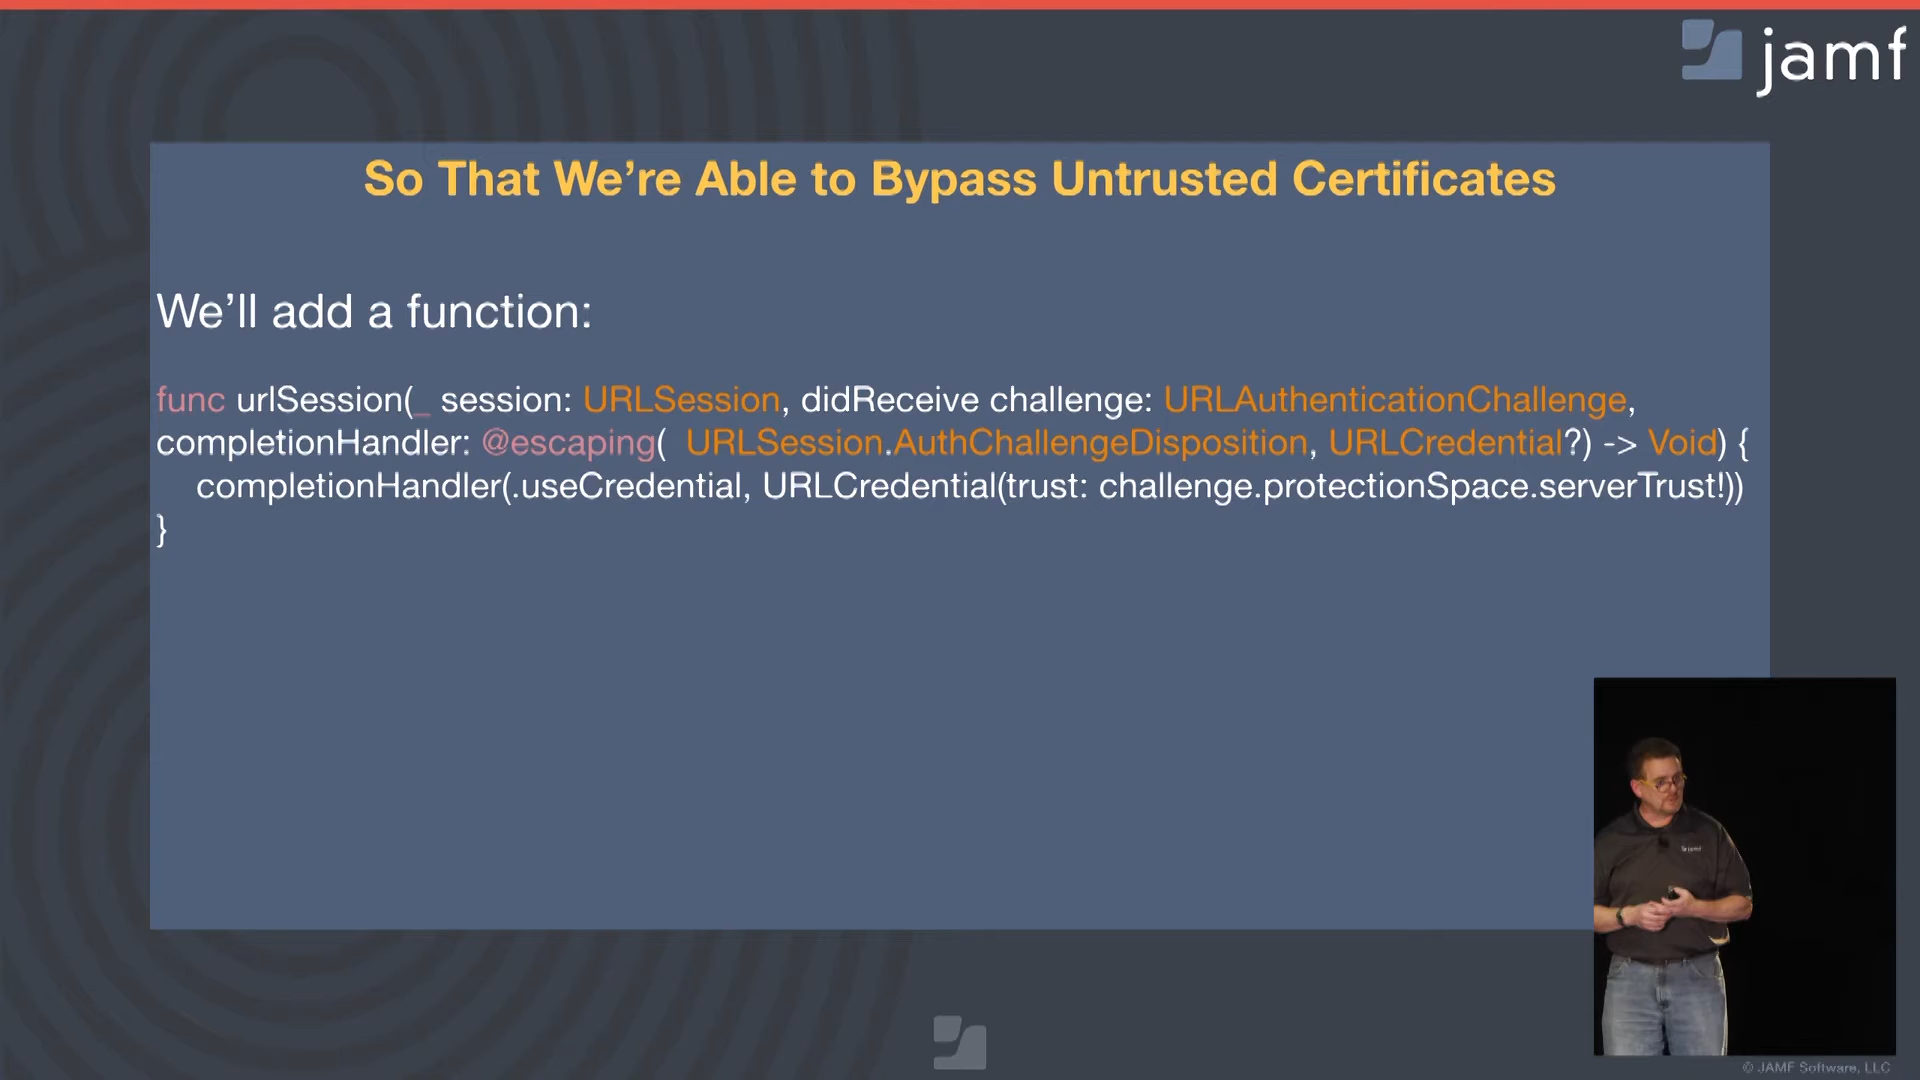 jamf
So That We’re Able to Bypass Untrusted Certificates
We’ll add a function:
func urlSession(_ session: URLSession, didReceive challenge: URLAuthenticationChallenge,
completionHandler: @escaping(  URLSession.AuthChallengeDisposition, URLCredential?) -> Void) {
    completionHandler(.useCredential, URLCredential(trust: challenge.protectionSpace.serverTrust!))
}
jamf
© JAMF Software, LLC